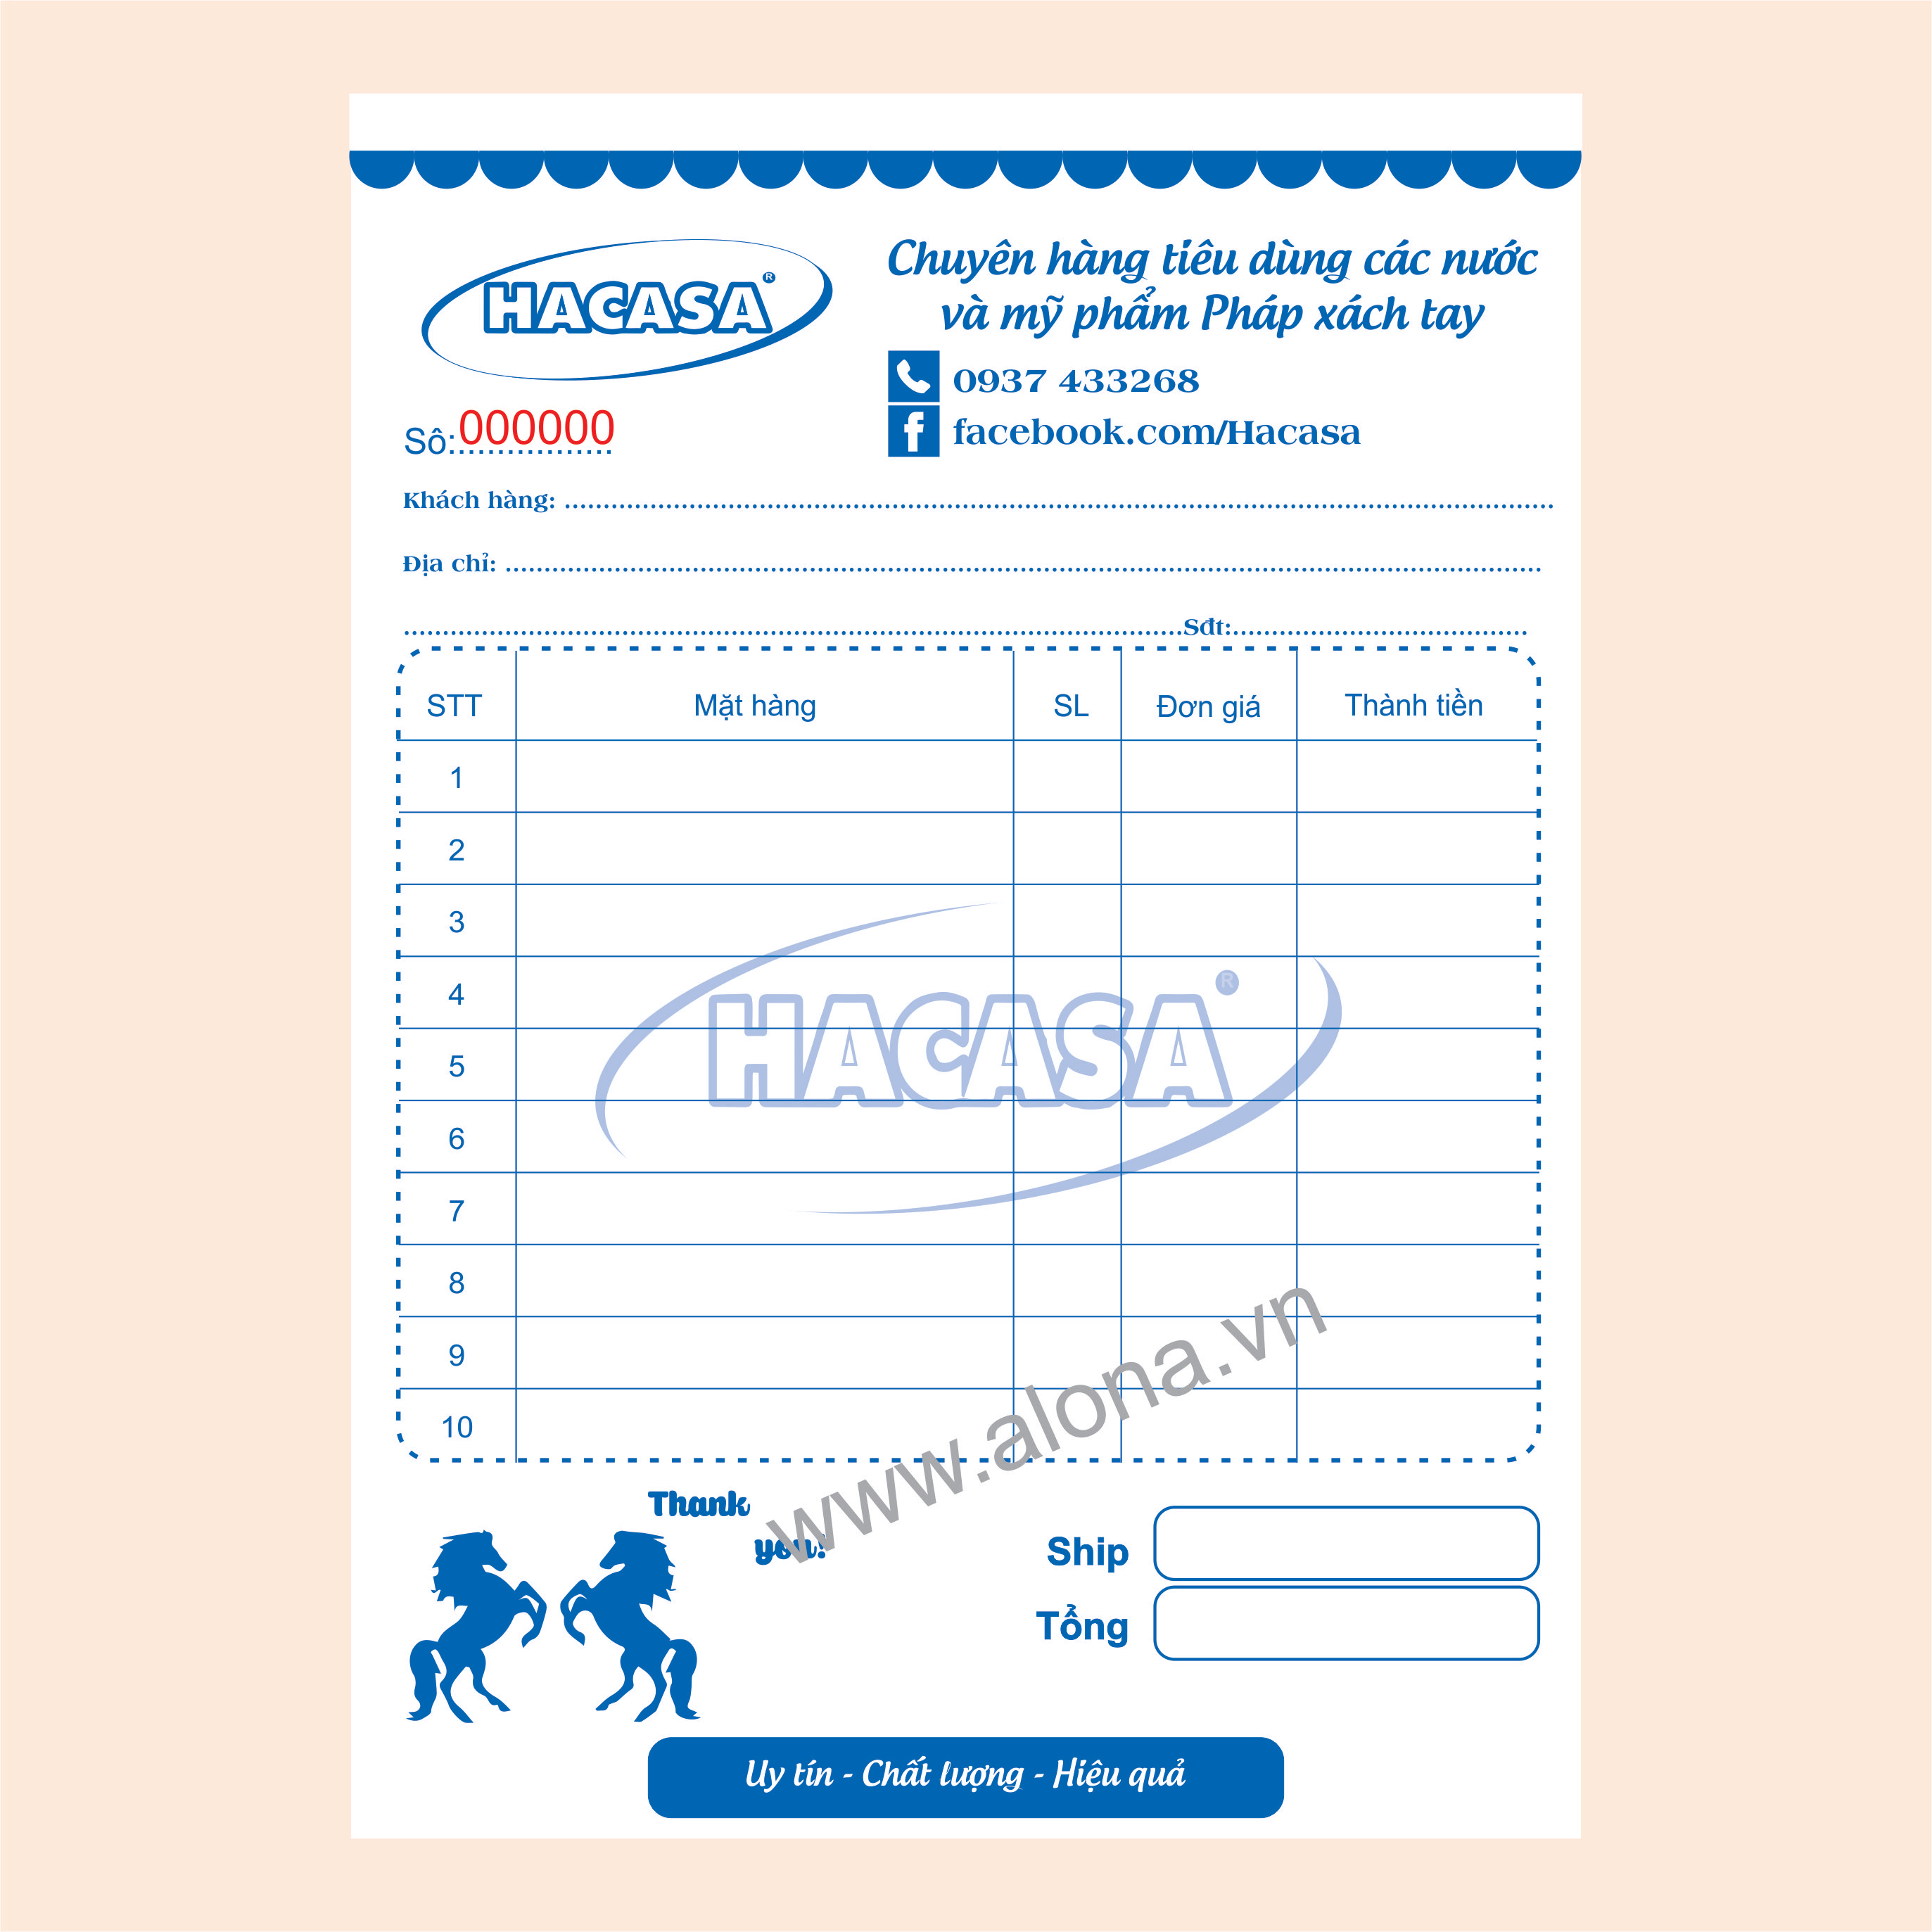 HACASA®
Chuyên hàng tiêu dùng các nước
và mỹ phẩm Pháp xách tay
0937 433268
facebook.com/Hacasa
Sô:000000
Khách hàng:
Địa chỉ:
Sđt:
STT Mặt hàng SL Đơn giá Thành tiền
1
2
3
4
5
6
7
8
9
10
HACASA®
www.alona.vn
Thank
you!
Ship
Tổng
Uy tín - Chất lượng - Hiệu quả